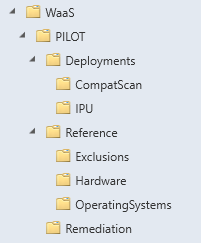 WaaS
PILOT
Deployments
CompatScan
IPU
Reference
Exclusions
Hardware
OperatingSystems
Remediation